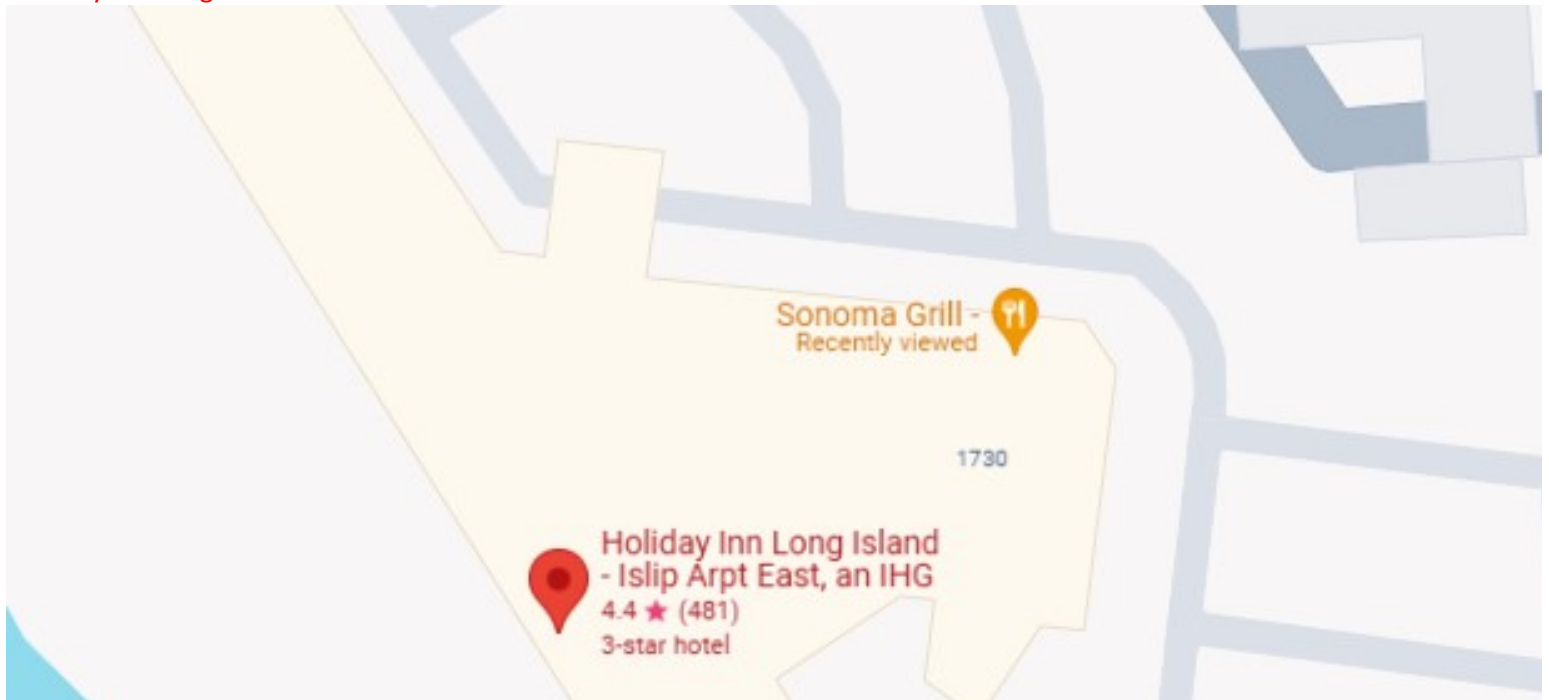 Sonoma Grill -
Recently viewed
1730
Holiday Inn Long Island
- Islip Arpt East, an IHG
4.4 ★ (481)
3-star hotel